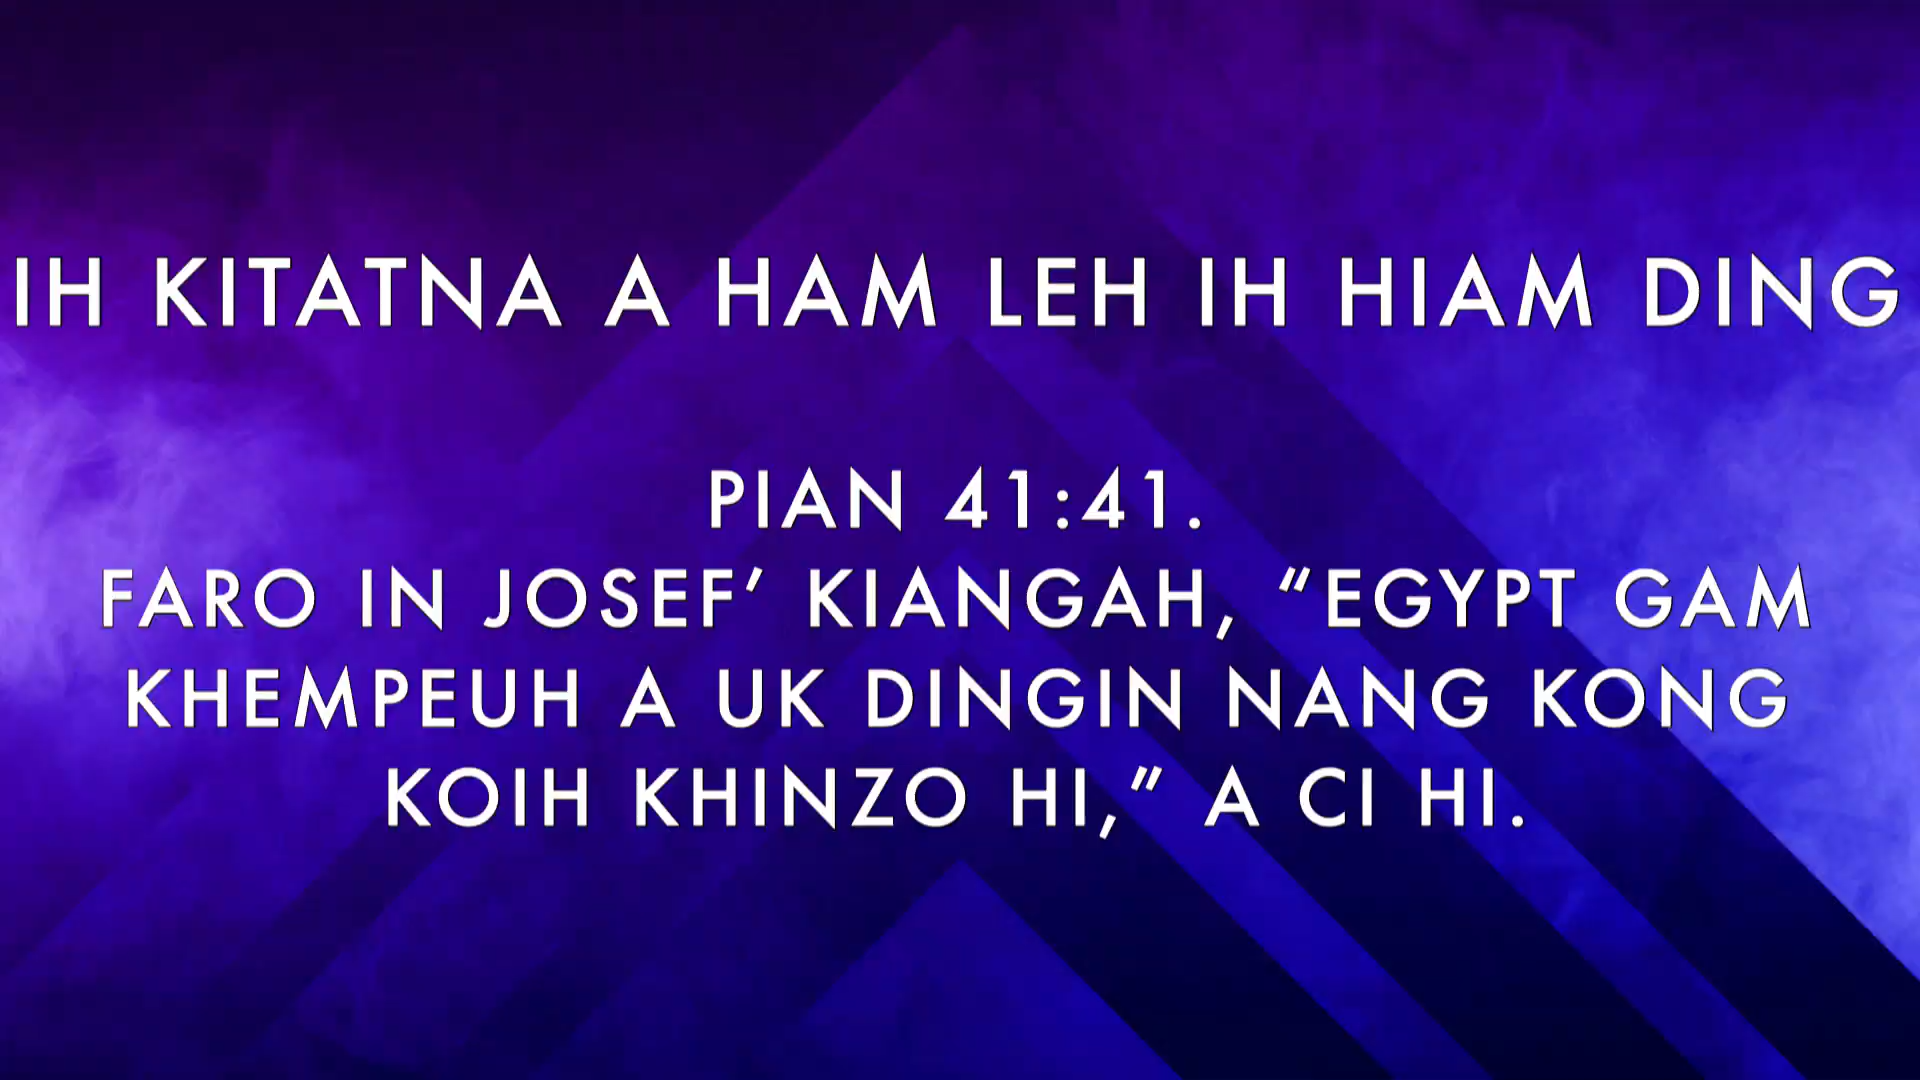 IH KITATNA A HAM LEH IH HIAM DING
PIAN 41:41.
FARO IN JOSEF’ KIANGAH, “EGYPT GAM
KHEMPEUH A UK DINGIN NANG KONG
KOIH KHINZO HI,” A CI HI.